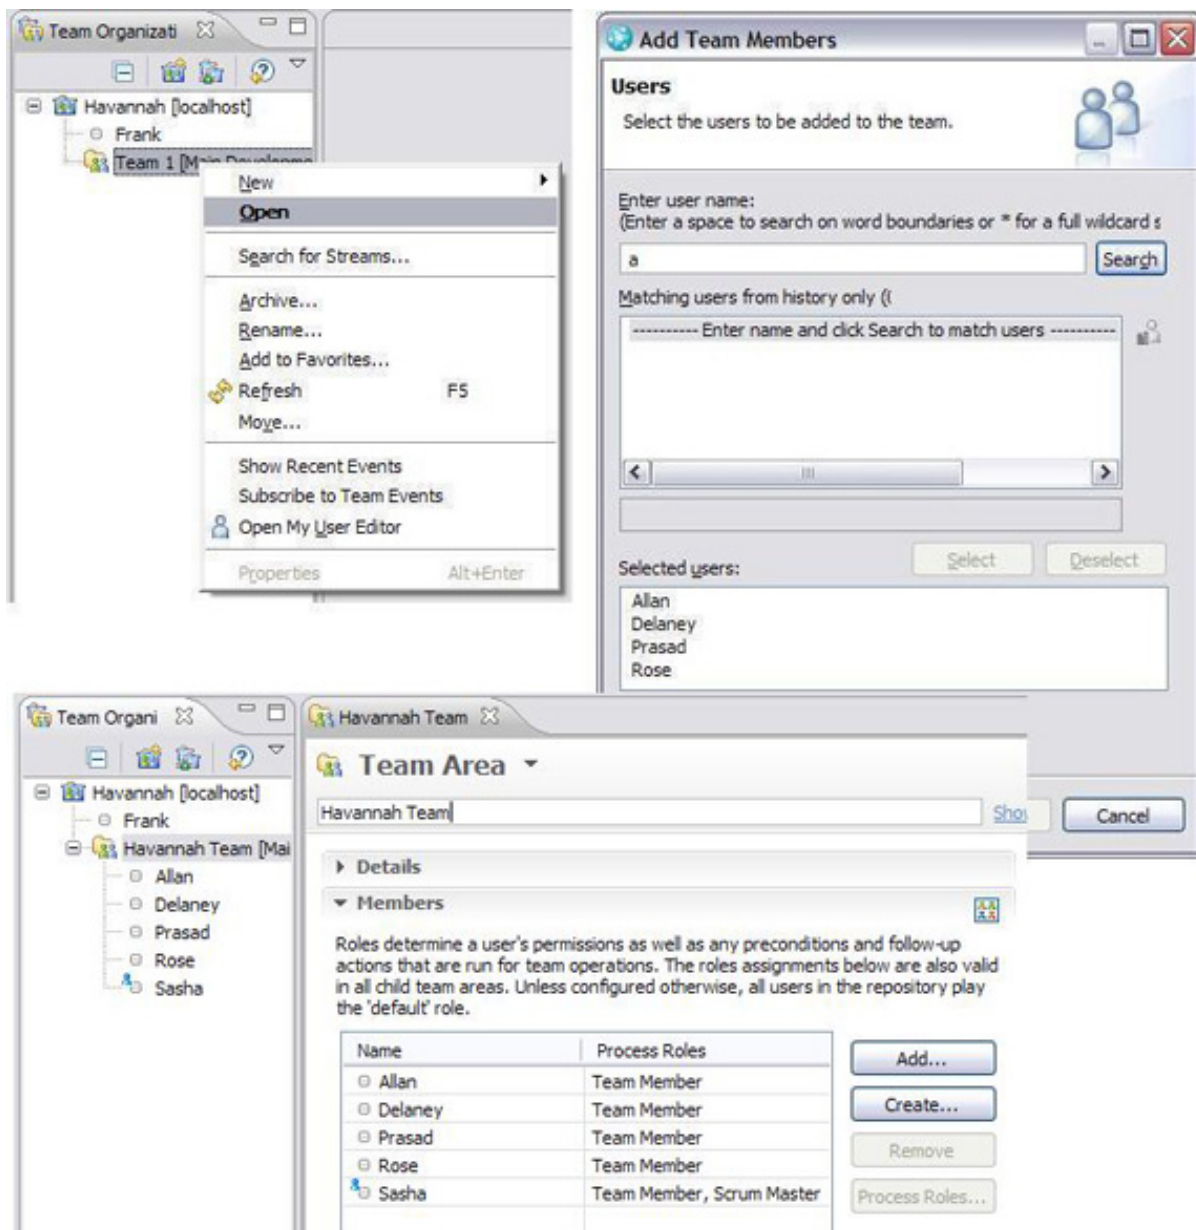 Team Organizati
Havannah [localhost]
Frank
Team 1 [Main Developme
New
Open
Search for Streams...
Archive...
Rename...
Add to Favorites...
Refresh F5
Move...
Show Recent Events
Subscribe to Team Events
Open My User Editor
Properties Alt+Enter
Add Team Members
Users
Select the users to be added to the team.
Enter user name:
(Enter a space to search on word boundaries or * for a full wildcard s
a Search
Matching users from history only ((
---------- Enter name and click Search to match users ----------
Select Deselect
Selected users:
Allan
Delaney
Prasad
Rose
Cancel
Team Organi
Havannah [localhost]
Frank
Havannah Team [Mai
Allan
Delaney
Prasad
Rose
Sasha
Havannah Team
Team Area
Havannah Team Show
Details
Members
Roles determine a user's permissions as well as any preconditions and follow-up
actions that are run for team operations. The roles assignments below are also valid
in all child team areas. Unless configured otherwise, all users in the repository play
the 'default' role.
Name Process Roles
Allan Team Member
Delaney Team Member
Prasad Team Member
Rose Team Member
Sasha Team Member, Scrum Master
Add...
Create...
Remove
Process Roles...